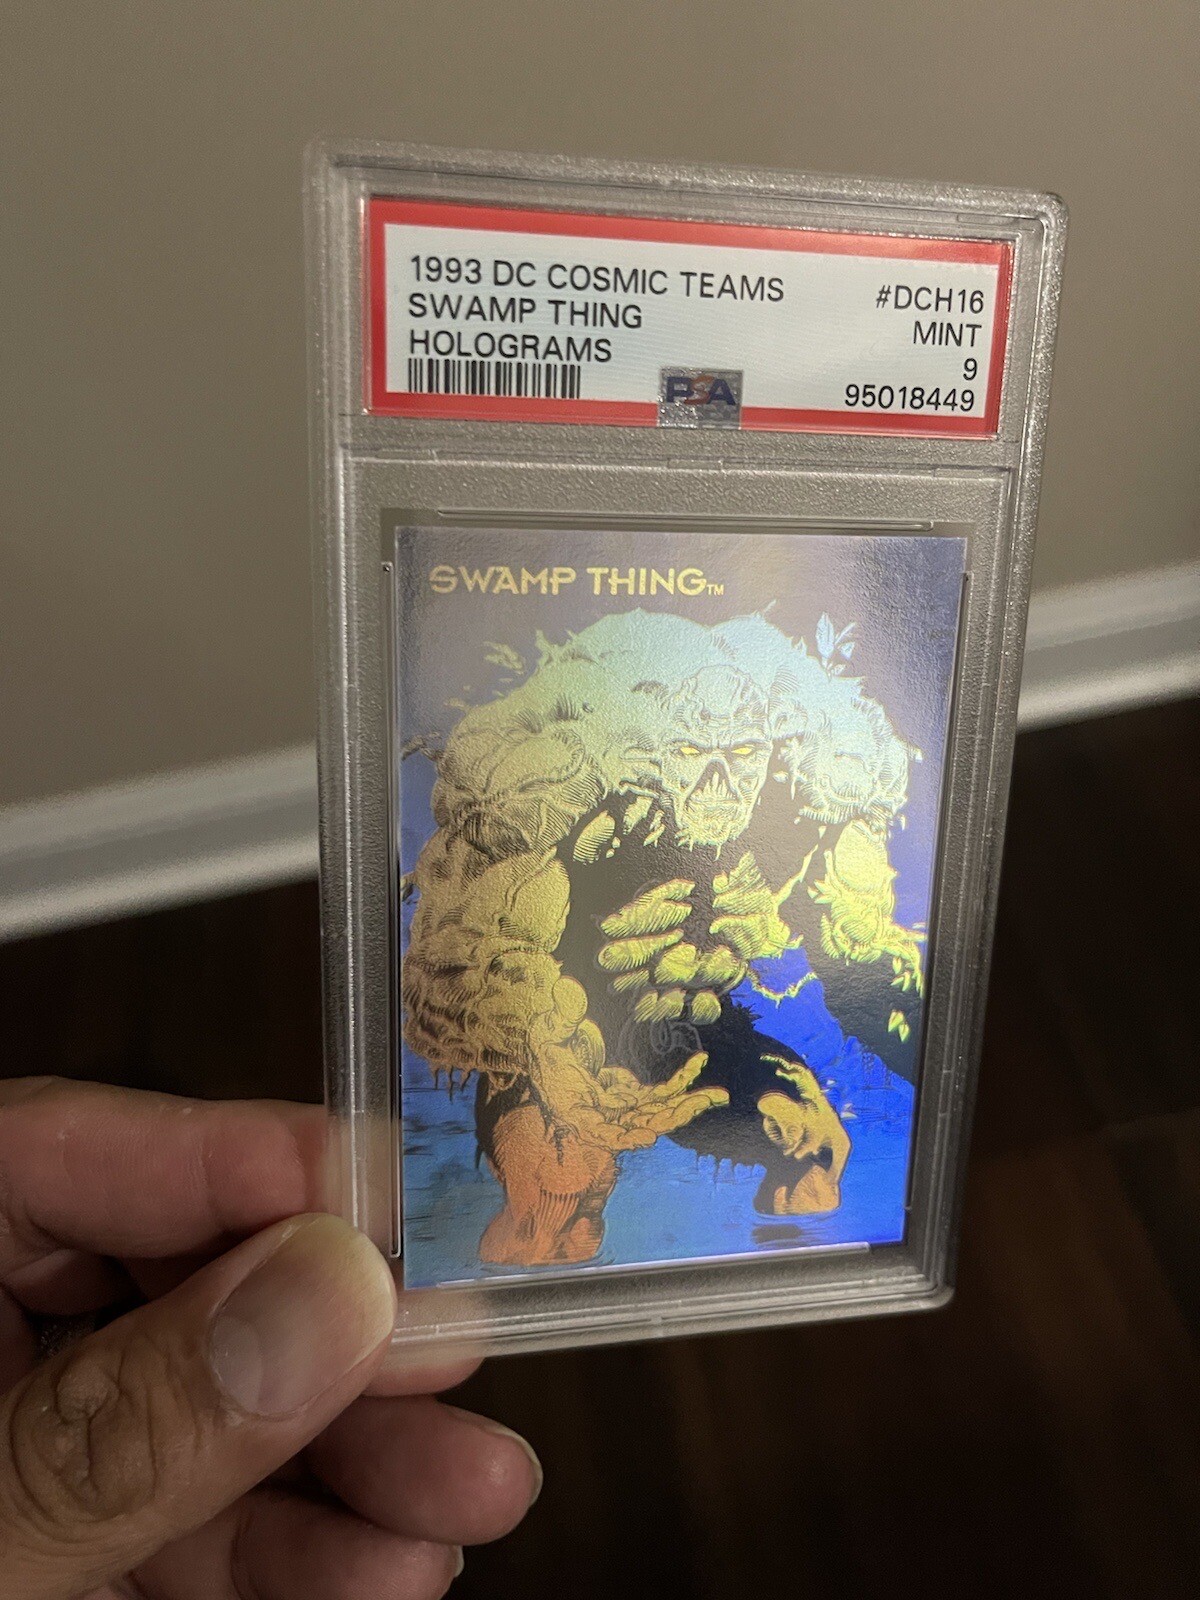 1993 DC COSMIC TEAMS #DCH16
SWAMP THING MINT
HOLOGRAMS 9
PSA 95018449
SWAMP THING™